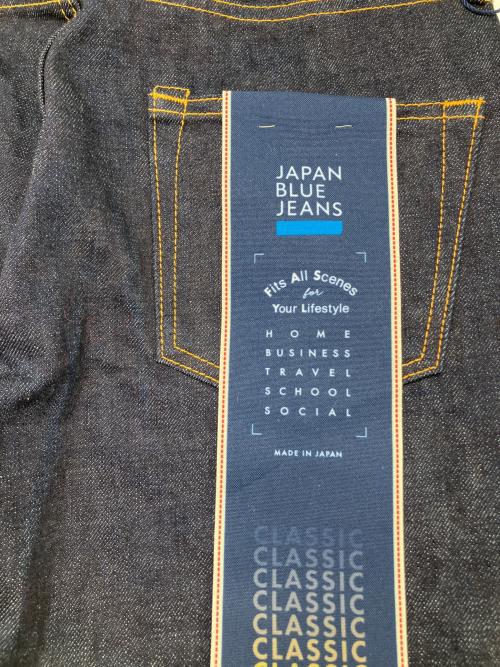 JAPAN
BLUE
JEANS
Fits All Scenes
for
Your Lifestyle
HOME
BUSINESS
TRAVEL
SCHOOL
SOCIAL
MADE IN JAPAN
CLASSIC
CLASSIC
CLASSIC
CLASSIC
CLASSIC
CLASSIC
CLASSIC